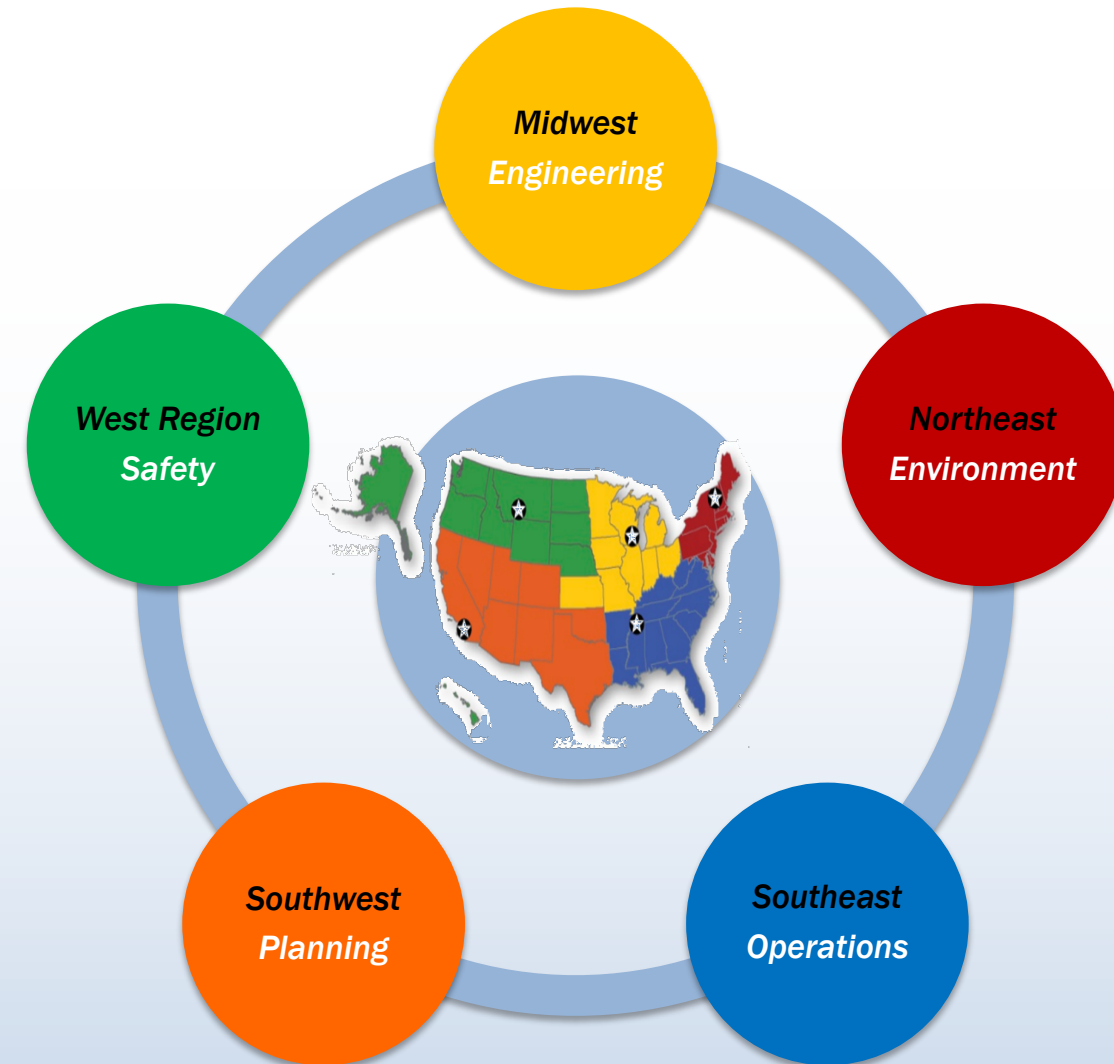 Midwest
Engineering
West Region
Safety
Northeast
Environment
Southwest
Planning
Southeast
Operations